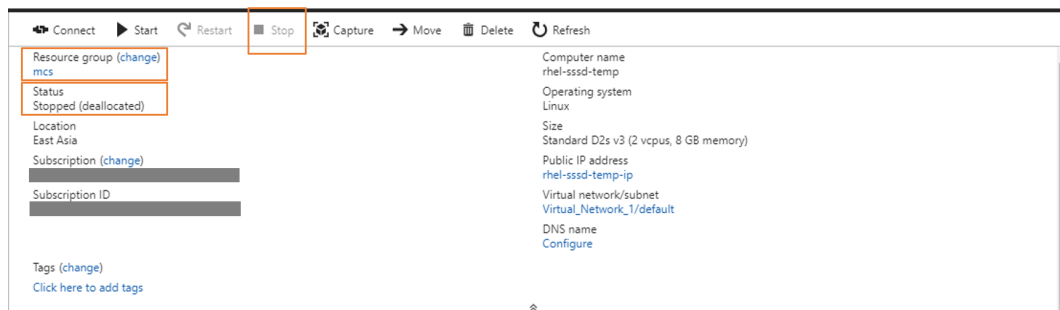 Connect Start Restart Stop Capture Move Delete Refresh
Resource group (change)
mcs
Status
Stopped (deallocated)
Location
East Asia
Subscription (change)
Subscription ID
Tags (change)
Click here to add tags
Computer name
rhel-sssd-temp
Operating system
Linux
Size
Standard D2s v3 (2 vcpus, 8 GB memory)
Public IP address
rhel-sssd-temp-ip
Virtual network/subnet
Virtual_Network_1/default
DNS name
Configure